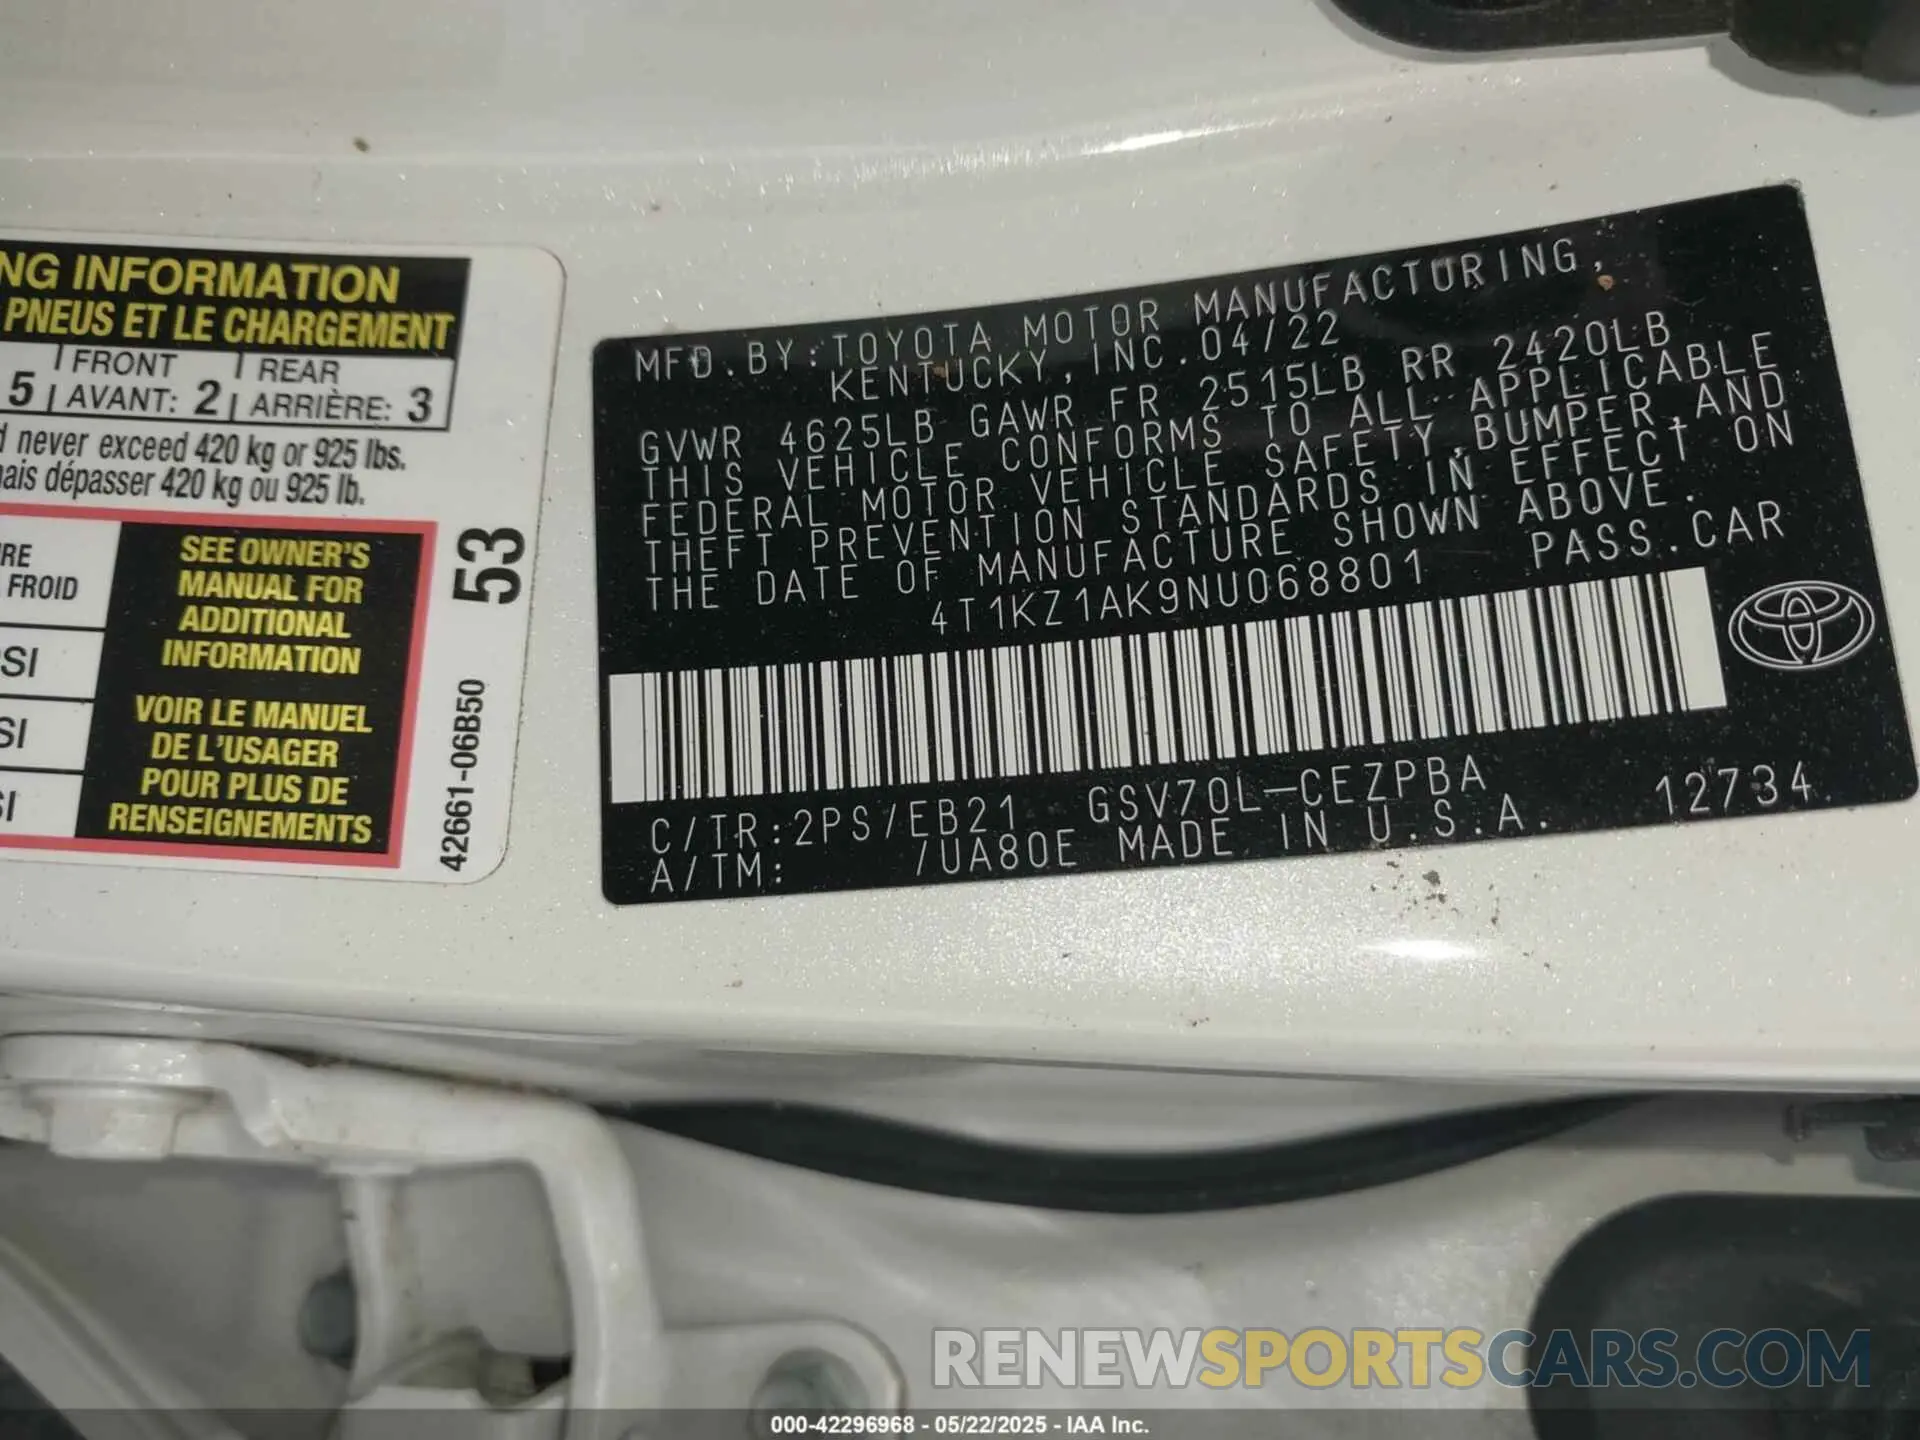 NG INFORMATION
PNEUS ET LE CHARGEMENT
5 FRONT AVANT: 2 REAR ARRIÈRE: 3
never exceed 420 kg or 925 lbs.
mais dépasser 420 kg ou 925 lb.
FROID
SEE OWNER'S
MANUAL FOR
ADDITIONAL
INFORMATION
VOIR LE MANUEL
DE L'USAGER
POUR PLUS DE
RENSEIGNEMENTS
53
42661-06B50
MFD.BY:TOYOTA MOTOR MANUFACTURING,
KENTUCKY, INC. 04/22
GVWR 4625LB GAWR FR 2515LB RR 2420LB
THIS VEHICLE CONFORMS TO ALL APPLICABLE
FEDERAL MOTOR VEHICLE SAFETY,BUMPER,AND
THEFT PREVENTION STANDARDS IN EFFECT ON
THE DATE OF MANUFACTURE SHOWN ABOVE.
4T1KZ1AK9NU068801 PASS.CAR
C/TR:2PS/EB21 GSV70L-CEZPBA 12734
A/TM: /UA80E MADE IN U.S.A.
RENEWSPORTSCARS.COM
000-42296968 - 05/22/2025 - IAA Inc.